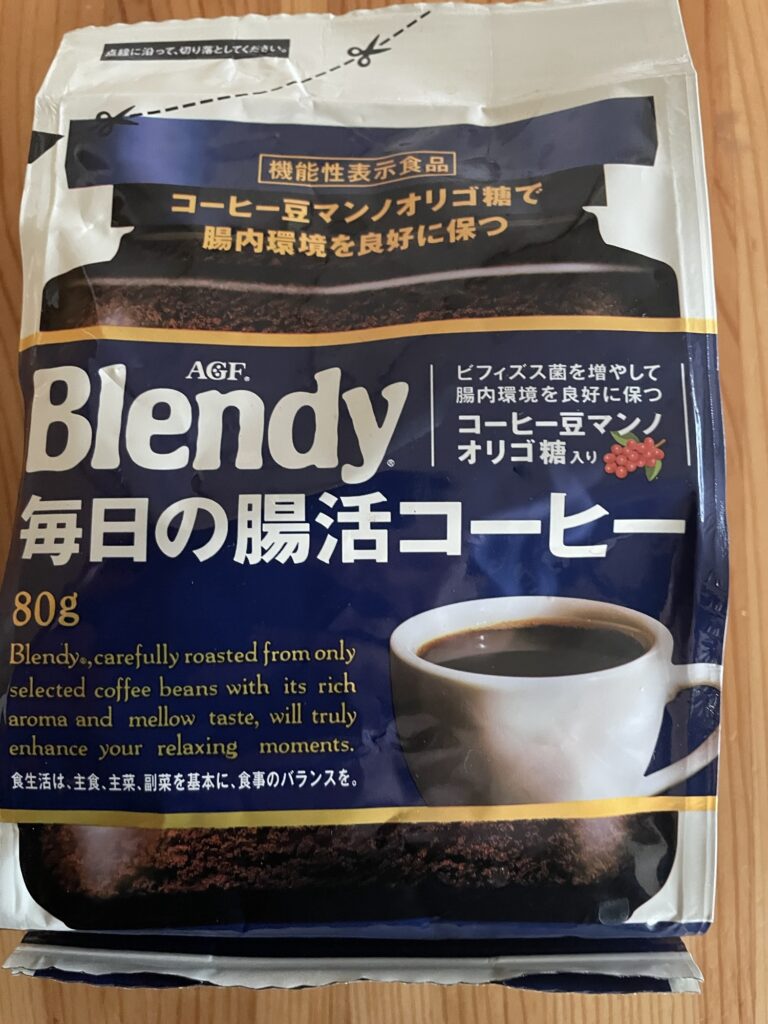 点線に沿って、切り落としてください。
機能性表示食品
コーヒー豆マンノオリゴ糖で
腸内環境を良好に保つ
AGF®
Blendy®
ビフィズス菌を増やして
腸内環境を良好に保つ
コーヒー豆マンノ
オリゴ糖入り
毎日の腸活コーヒー
80g
Blendy®, carefully roasted from only
selected coffee beans with its rich
aroma and mellow taste, will truly
enhance your relaxing moments.
食生活は、主食、主菜、副菜を基本に、食事のバランスを。